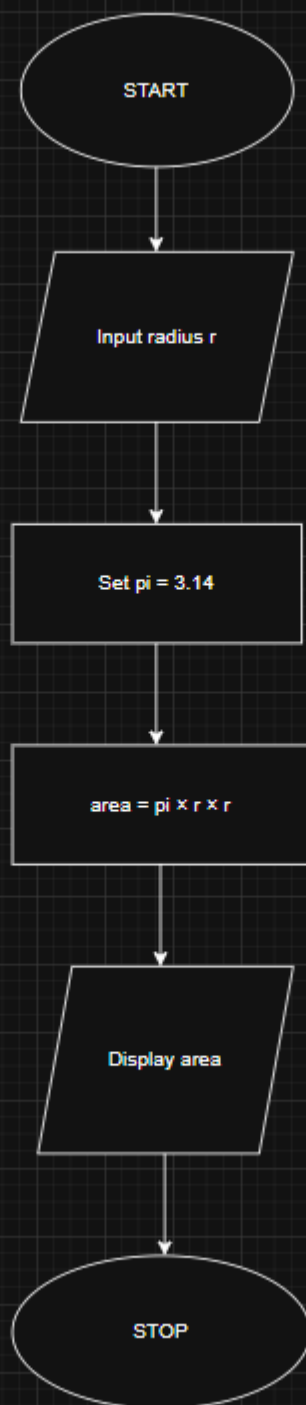 START
Input radius r
Set pi = 3.14
area = pi × r × r
Display area
STOP